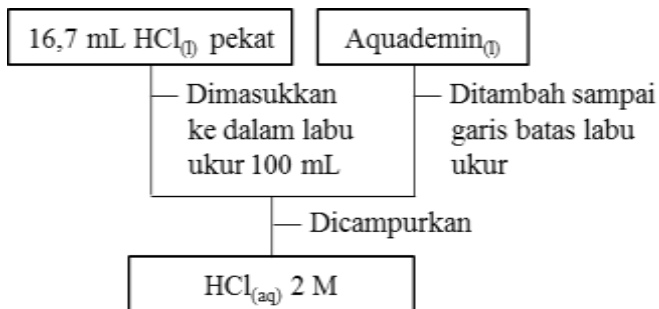 16,7 mL HCl(l) pekat
Aquademin(l)
Dimasukkan
ke dalam labu
ukur 100 mL
Ditambah sampai
garis batas labu
ukur
Dicampurkan
HCl(aq) 2 M